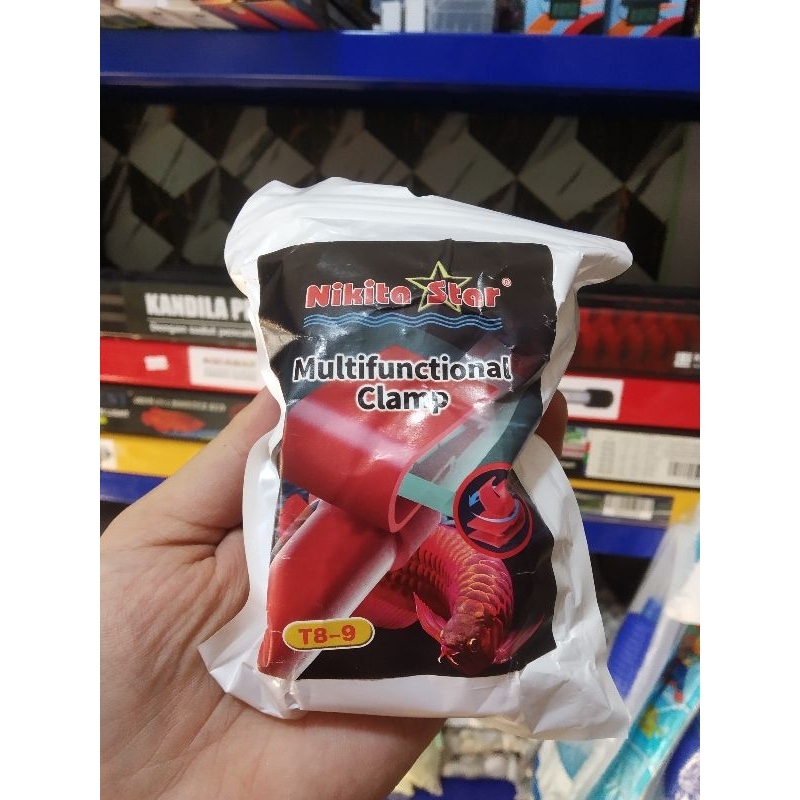 Nikita Star®
Multifunctional
Clamp
T8-9
KANDILA P